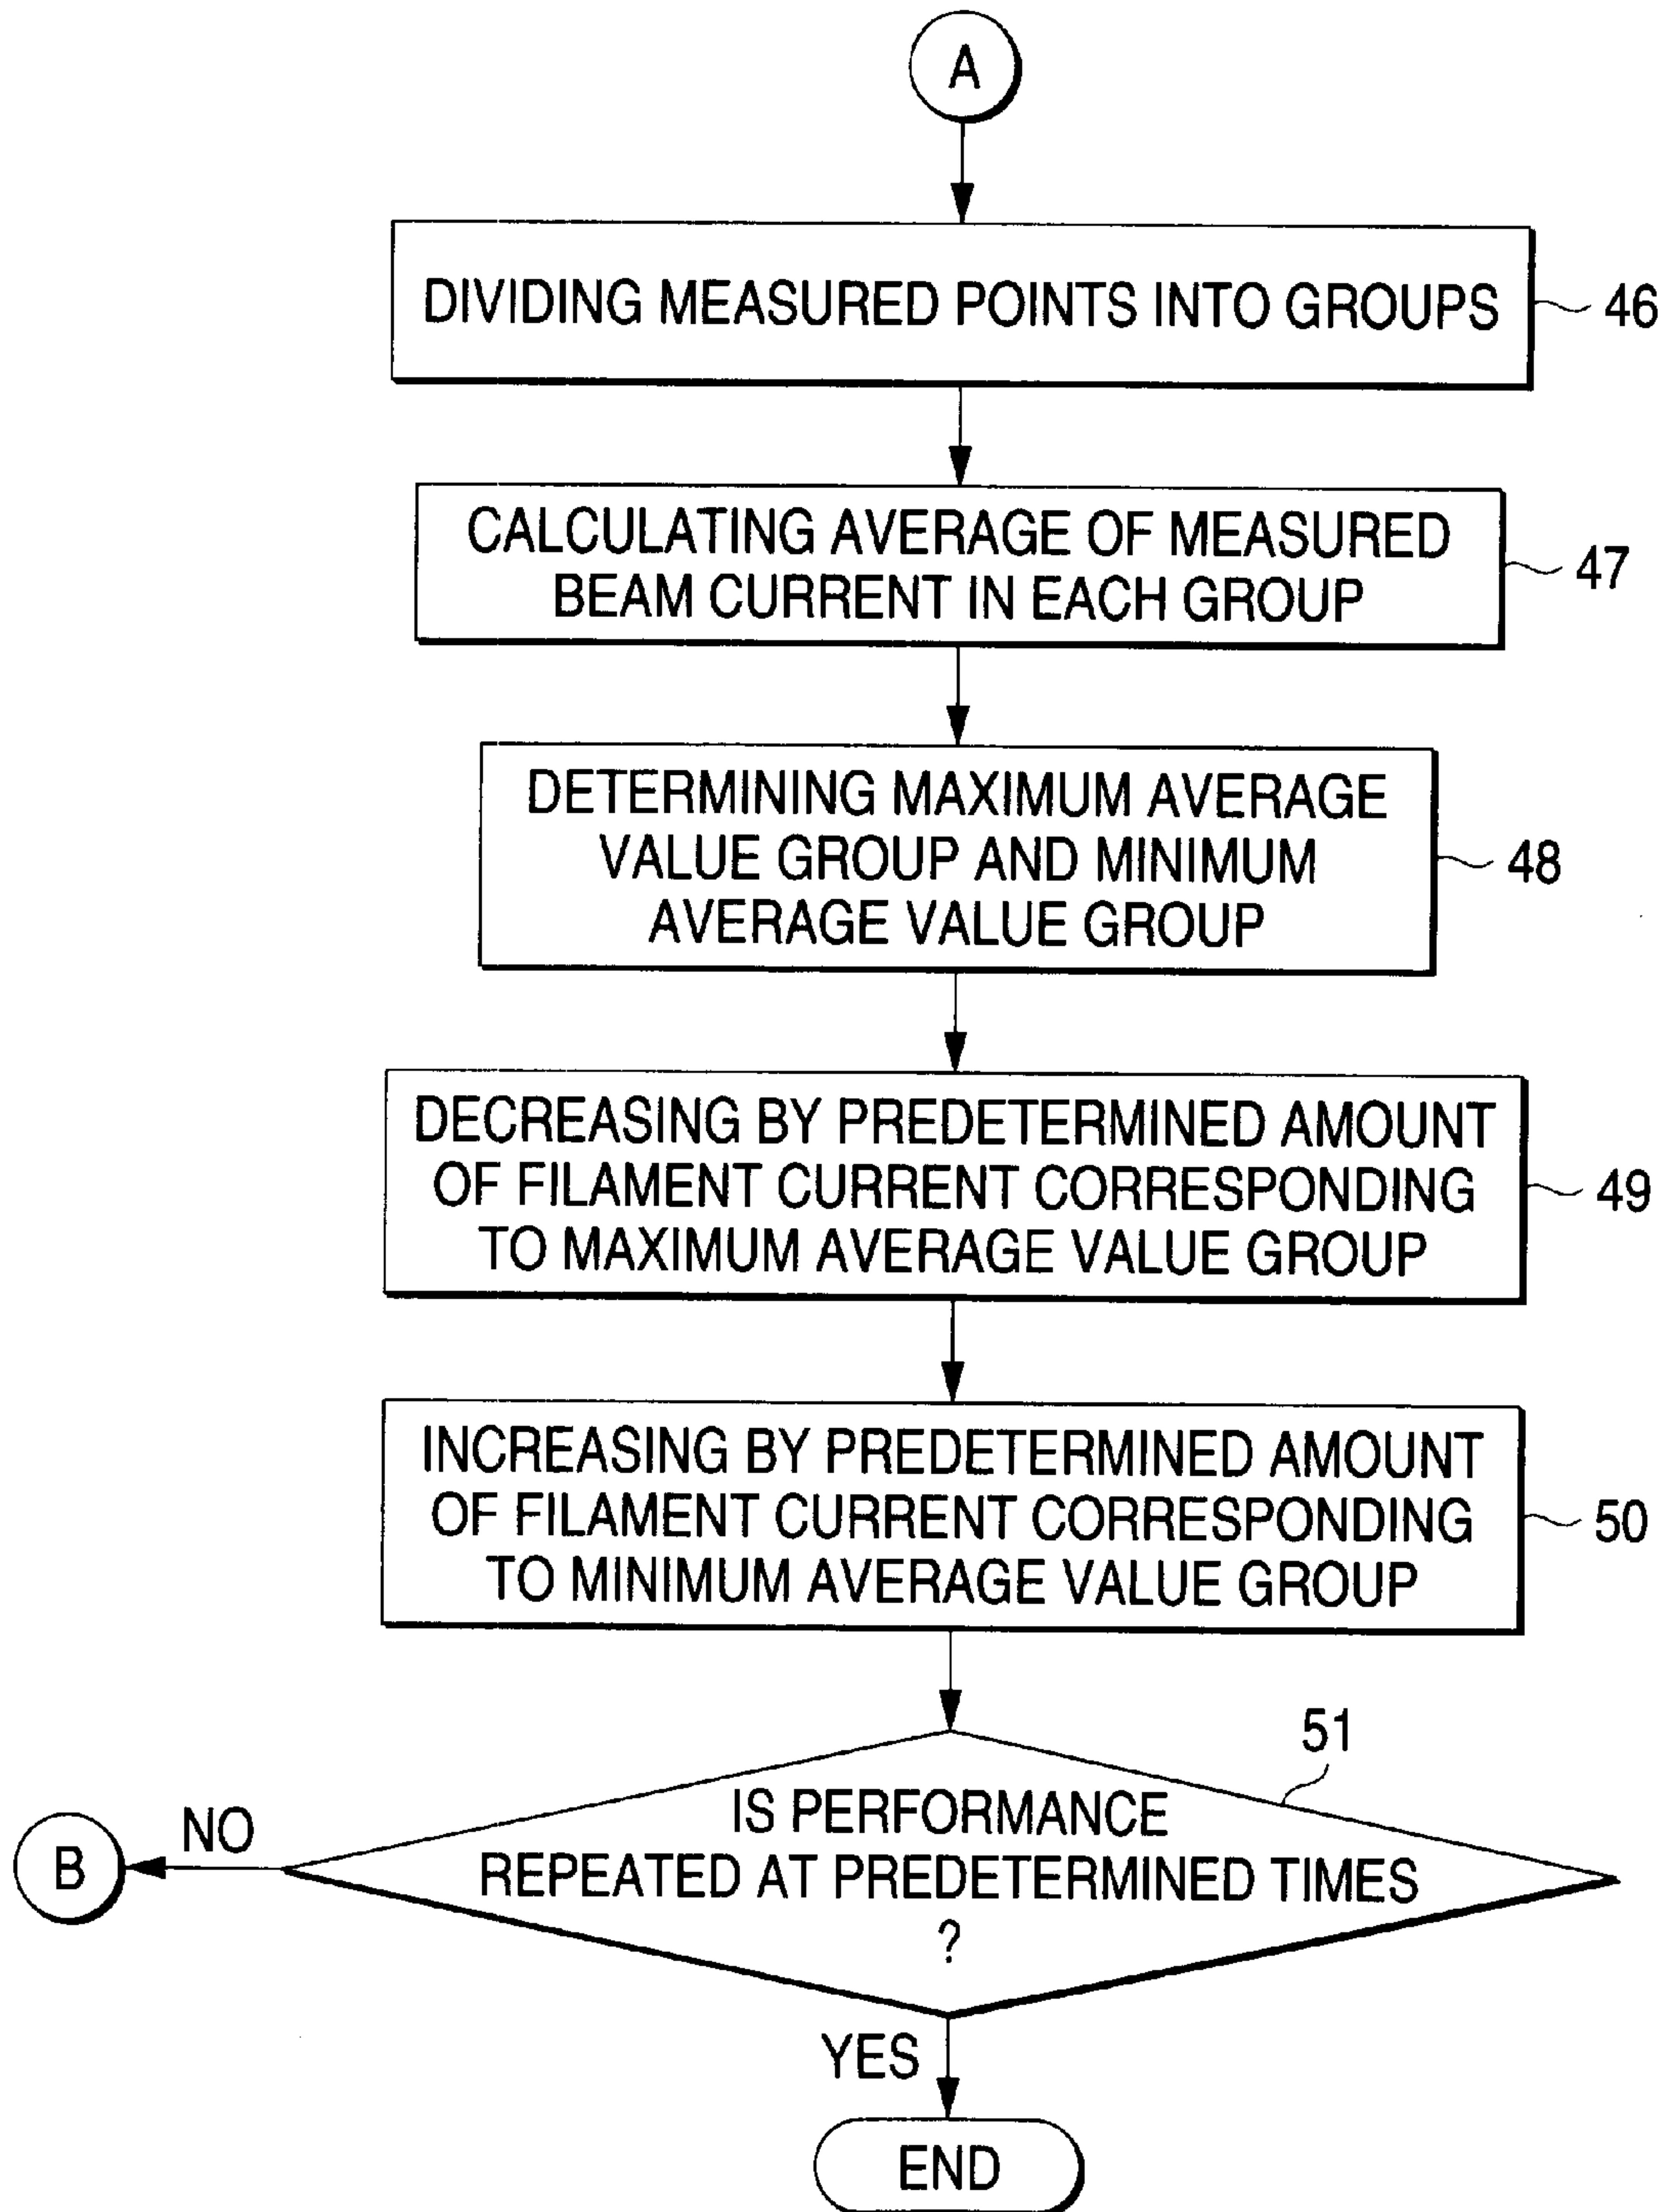 A
DIVIDING MEASURED POINTS INTO GROUPS
46
CALCULATING AVERAGE OF MEASURED
BEAM CURRENT IN EACH GROUP
47
DETERMINING MAXIMUM AVERAGE
VALUE GROUP AND MINIMUM
AVERAGE VALUE GROUP
48
DECREASING BY PREDETERMINED AMOUNT
OF FILAMENT CURRENT CORRESPONDING
TO MAXIMUM AVERAGE VALUE GROUP
49
INCREASING BY PREDETERMINED AMOUNT
OF FILAMENT CURRENT CORRESPONDING
TO MINIMUM AVERAGE VALUE GROUP
50
51
IS PERFORMANCE
REPEATED AT PREDETERMINED TIMES
?
NO
B
YES
END